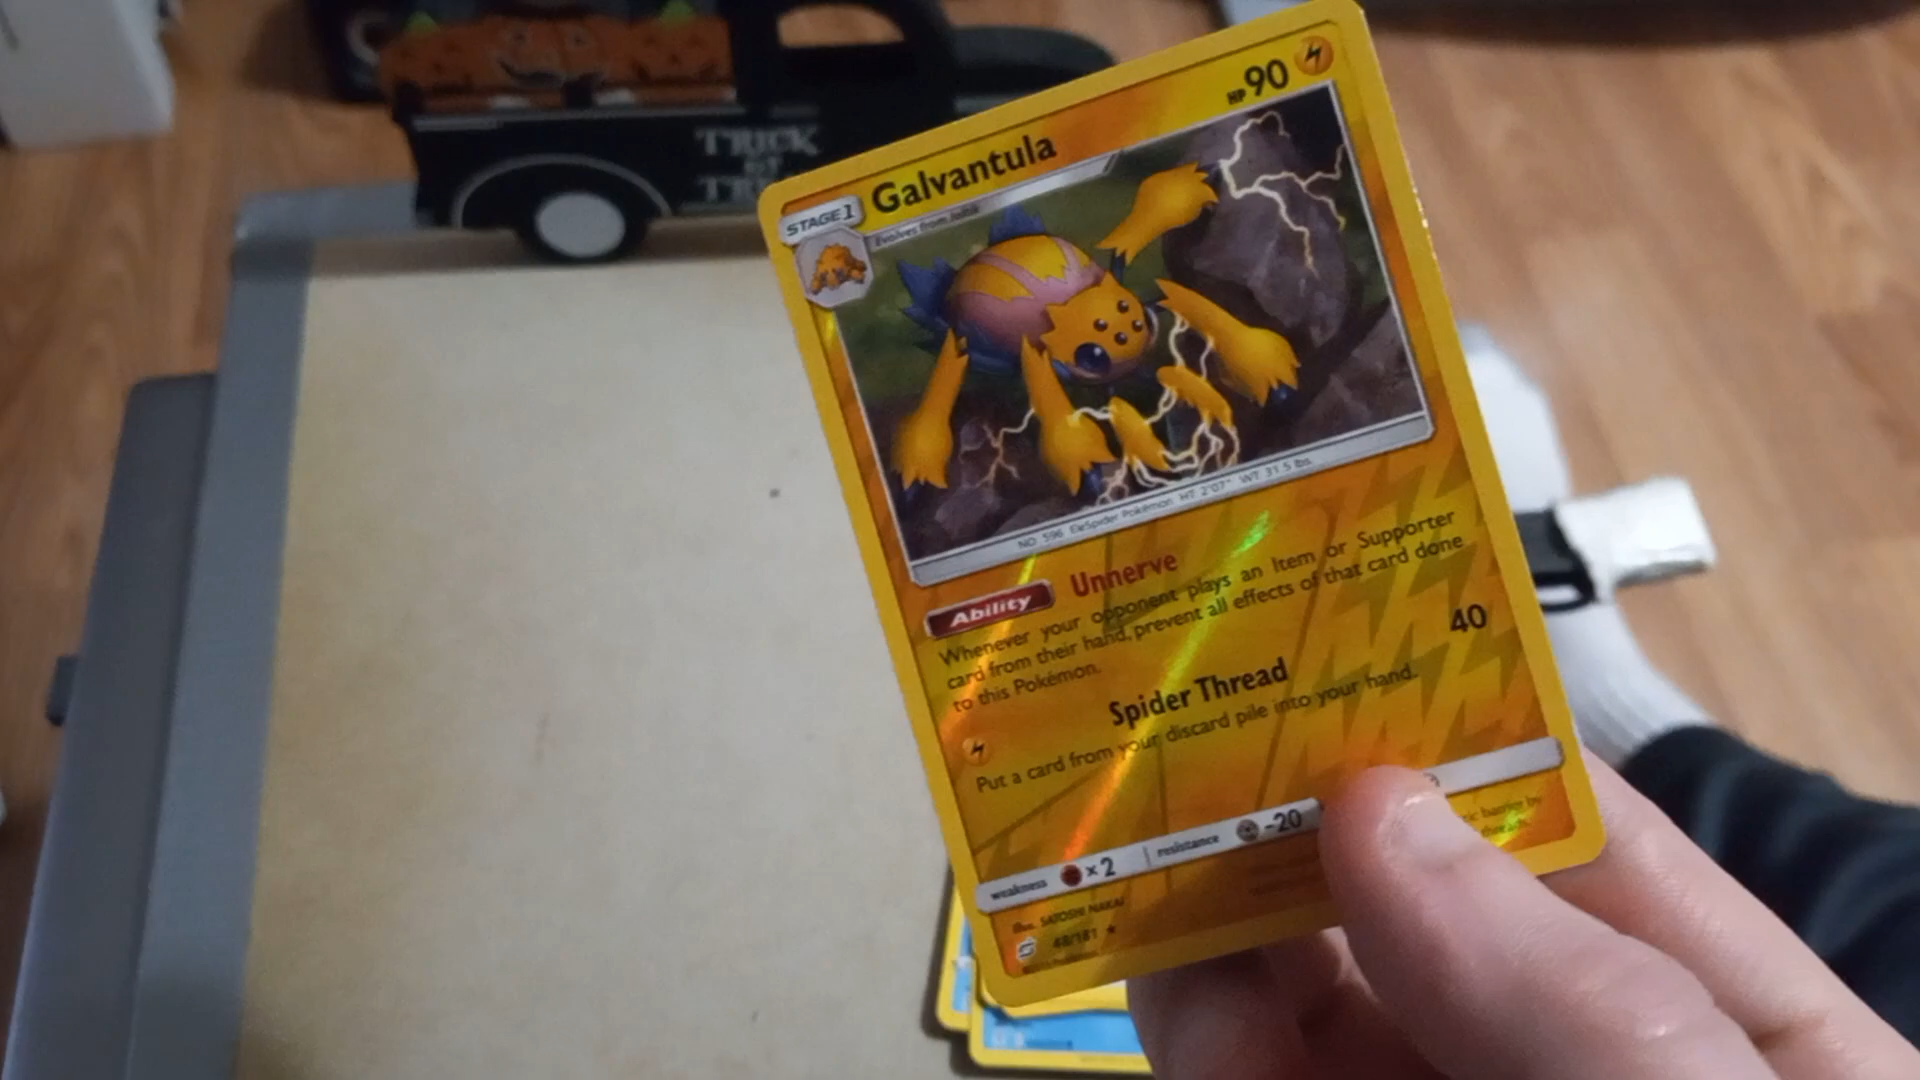 TRICK
HP 90
STAGE 1
Galvantula
Evolves from Joltik
NO. 596 EleSpider Pokémon HT: 2'07" WT: 31.5 lbs.
Ability Unnerve
Whenever your opponent plays an Item or Supporter
card from their hand, prevent all effects of that card done
to this Pokémon.
Spider Thread 40
Put a card from your discard pile into your hand.
weakness ×2 resistance -20
barrier by
Illus. SATOSHI NAKAI
48/181